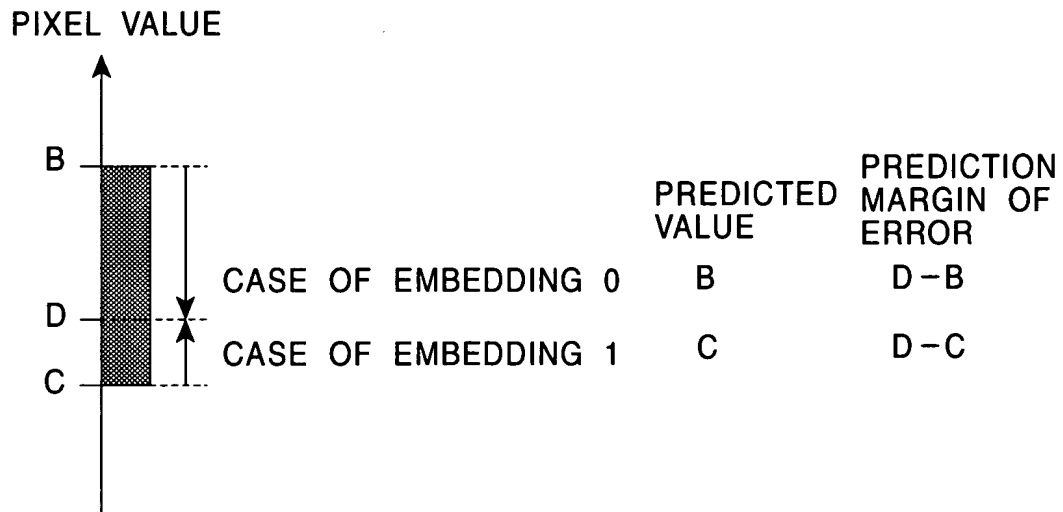 PIXEL VALUE
B
D
C
PREDICTED
VALUE
PREDICTION
MARGIN OF
ERROR
CASE OF EMBEDDING 0
B
D-B
CASE OF EMBEDDING 1
C
D-C